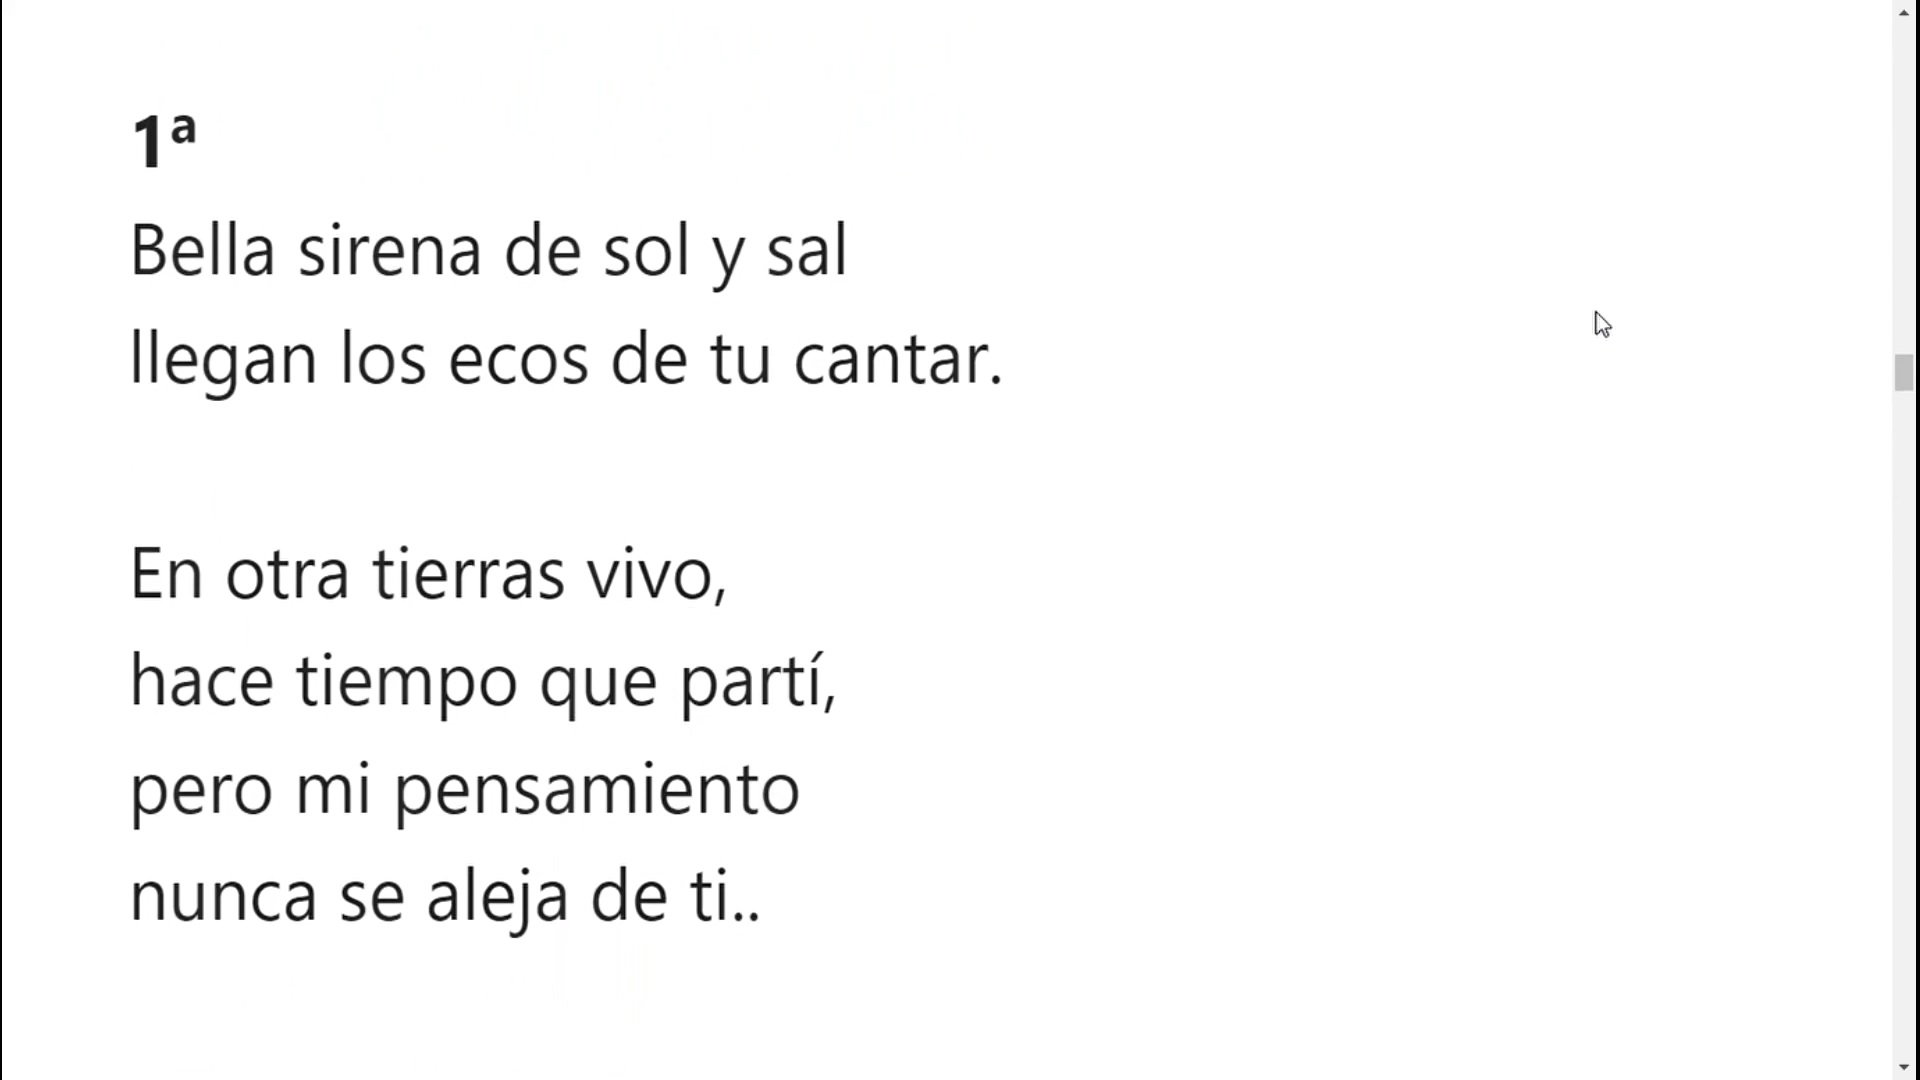 1ª
Bella sirena de sol y sal
llegan los ecos de tu cantar.
En otra tierras vivo,
hace tiempo que partí,
pero mi pensamiento
nunca se aleja de ti..